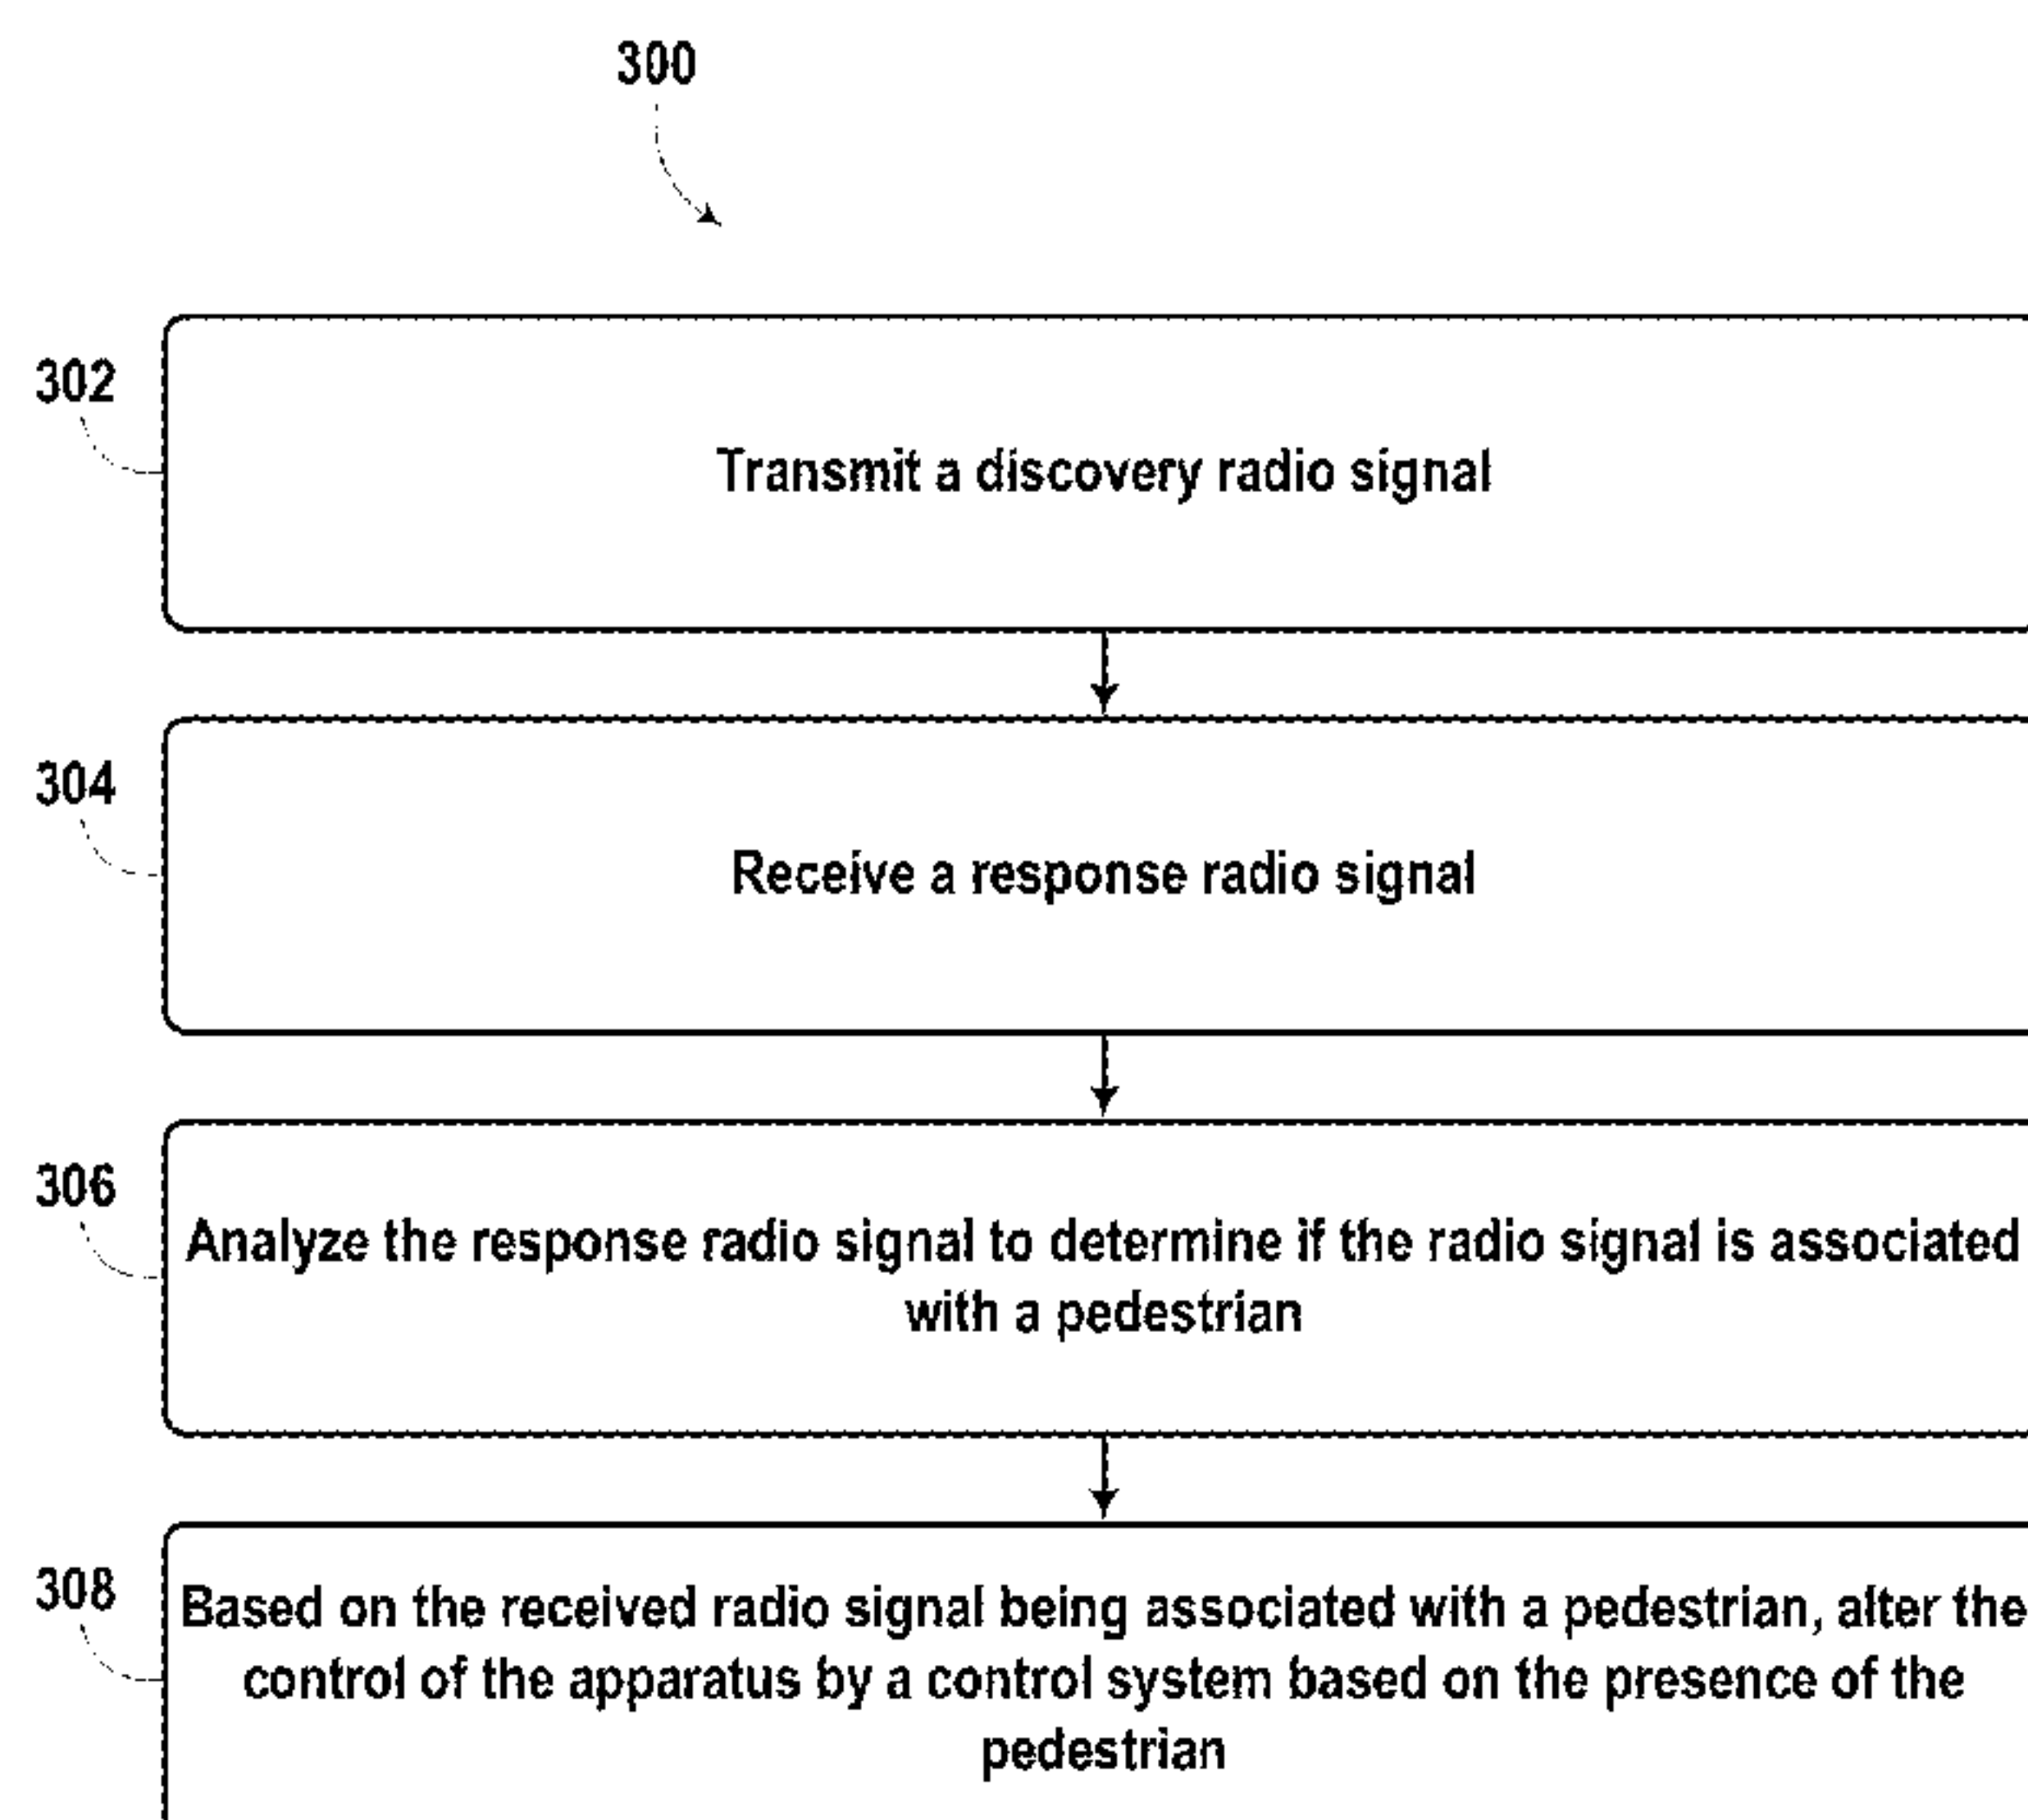 300
302
Transmit a discovery radio signal
304
Receive a response radio signal
306
Analyze the response radio signal to determine if the radio signal is associated
with a pedestrian
308
Based on the received radio signal being associated with a pedestrian, alter the
control of the apparatus by a control system based on the presence of the
pedestrian